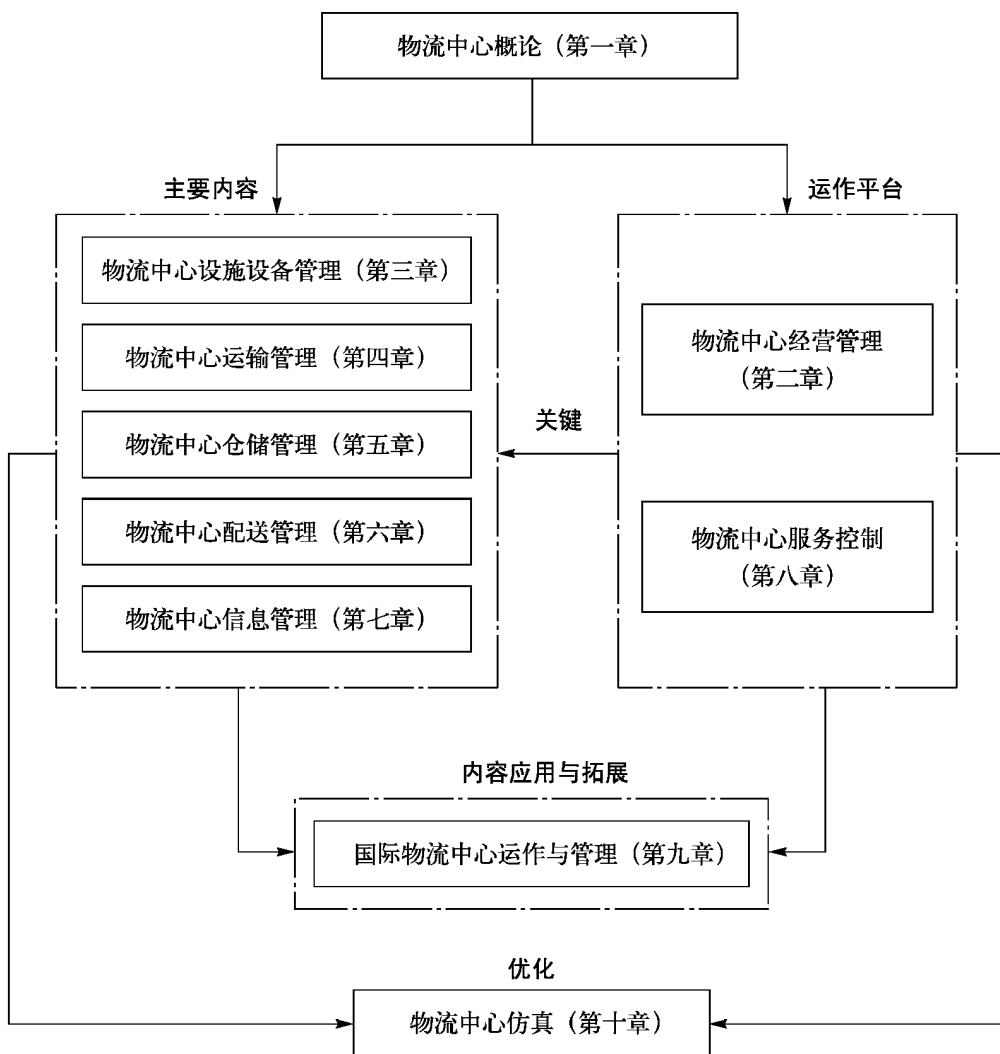 物流中心概论（第一章）
主要内容
运作平台
物流中心设施设备管理（第三章）
物流中心运输管理（第四章）
物流中心仓储管理（第五章）
物流中心配送管理（第六章）
物流中心信息管理（第七章）
关键
物流中心经营管理
（第二章）
物流中心服务控制
（第八章）
内容应用与拓展
国际物流中心运作与管理（第九章）
优化
物流中心仿真（第十章）